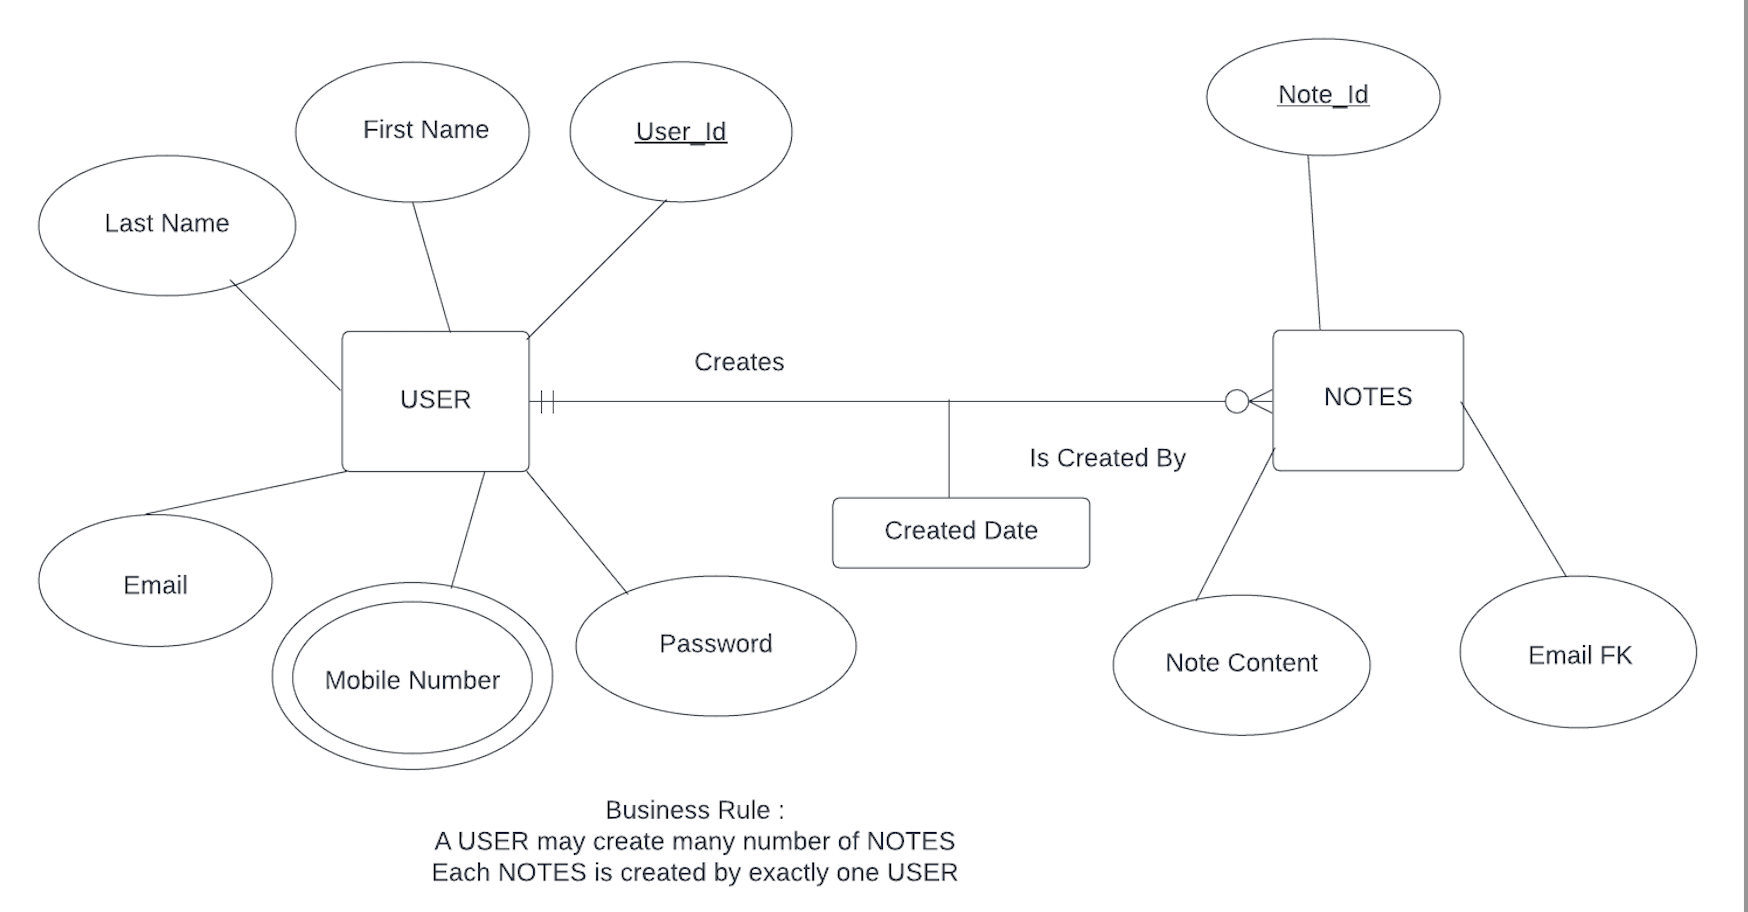 Note_Id
First Name
User_Id
Last Name
Creates
USER
NOTES
Is Created By
Created Date
Email
Mobile Number
Password
Note Content
Email FK
Business Rule :
A USER may create many number of NOTES
Each NOTES is created by exactly one USER